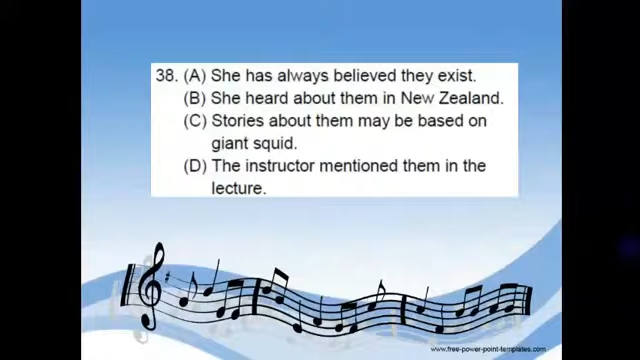 38. (A) She has always believed they exist.
(B) She heard about them in New Zealand.
(C) Stories about them may be based on
giant squid.
(D) The instructor mentioned them in the
lecture.
www.free-power-point-templates.com